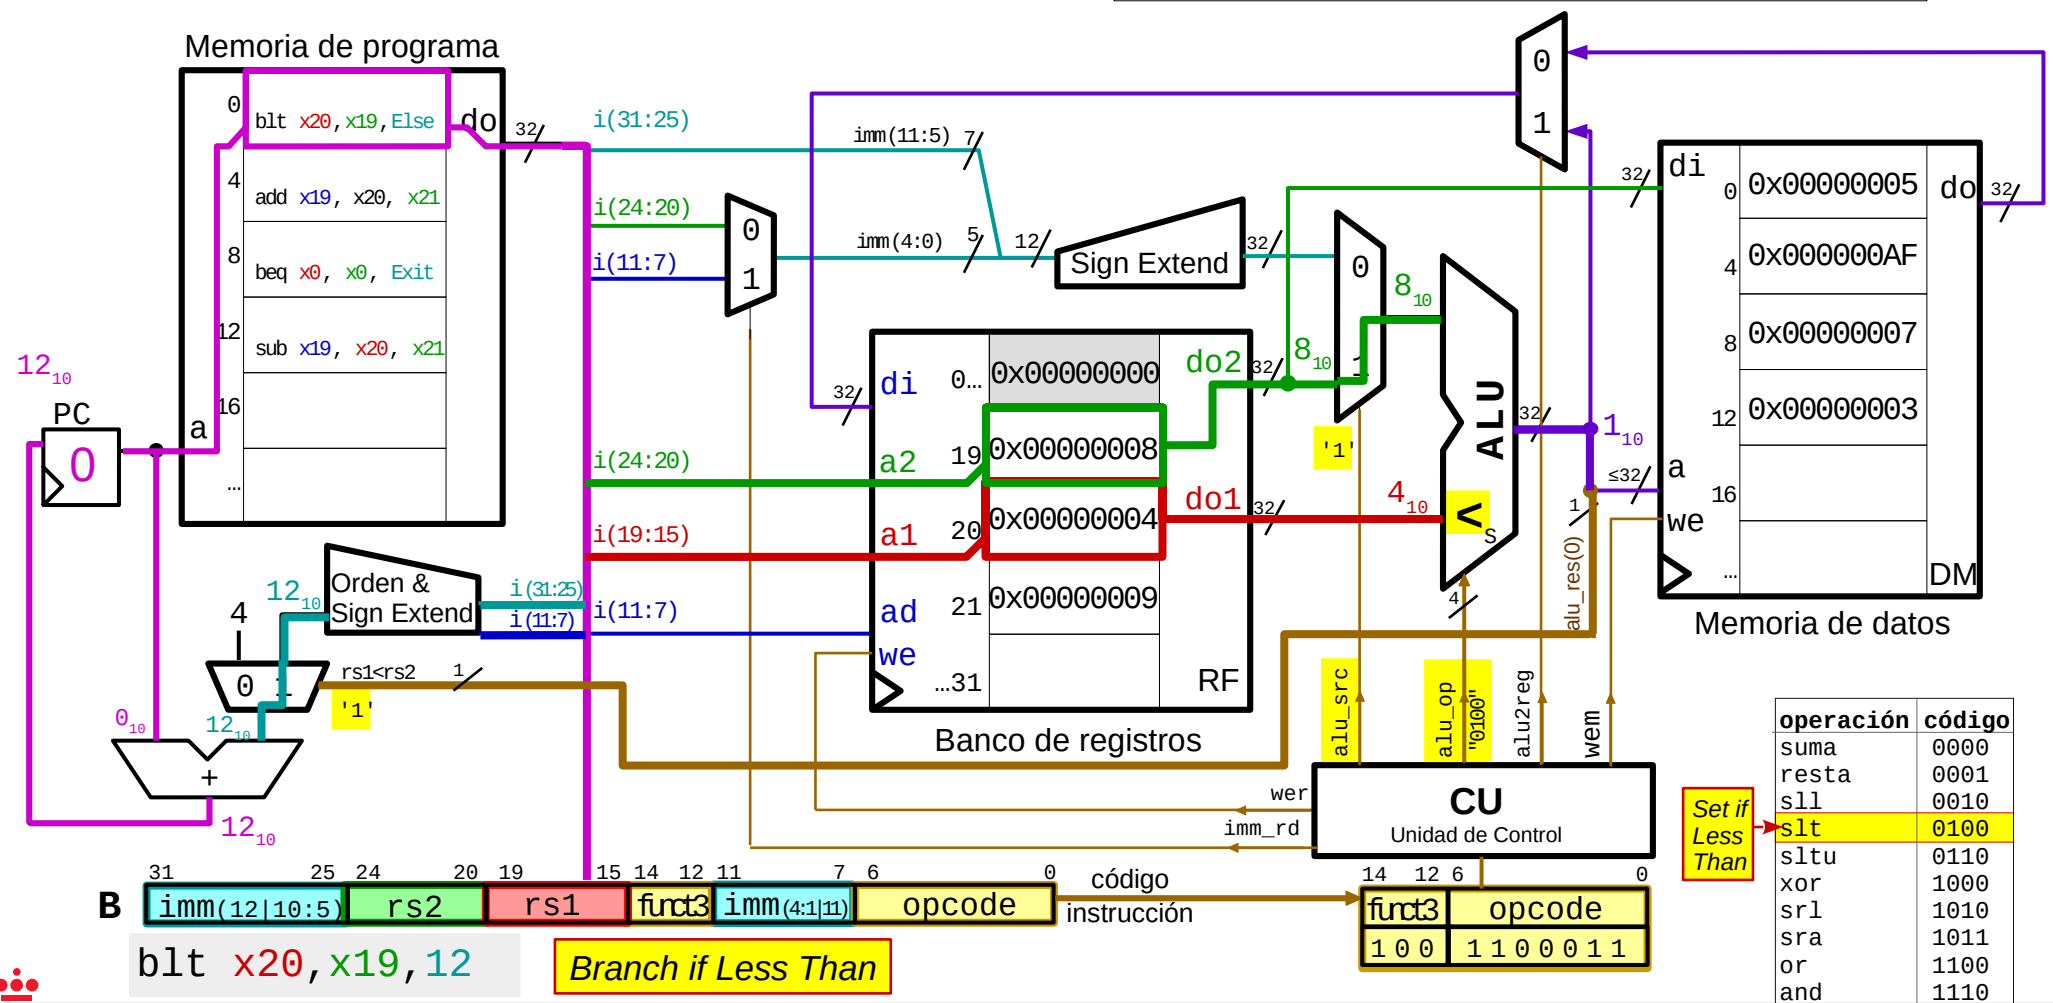 Memoria de programa
0
blt x20,x19,Else
do
32
4
add x19, x20, x21
8
beq x0, x0, Exit
12
sub x19, x20, x21
16
a
...
12₁₀
PC
0
i(31:25)
imm(11:5)
7
i(24:20)
i(11:7)
0
1
imm(4:0)
5
12
Sign Extend
32
0
1
8₁₀
8₁₀
'1'
0
1
di
32
0...
0x00000000
do2
32
i(24:20)
a2
19
0x00000008
i(19:15)
a1
20
0x00000004
do1
32
4₁₀
i(11:7)
ad
21
0x00000009
we
...31
RF
Banco de registros
ALU
<
S
32
1₁₀
4
≤32
1
alu_res(0)
di
32
0
0x00000005
do
32
4
0x000000AF
8
0x00000007
12
0x00000003
a
16
we
...
DM
Memoria de datos
Orden &
Sign Extend
i(31:25)
i(11:7)
12₁₀
4
0 1
rs1<rs2
1
'1'
0₁₀
12₁₀
+
12₁₀
alu_src
alu_op
"0100"
alu2reg
wem
wer
imm_rd
CU
Unidad de Control
operación código
suma 0000
resta 0001
sll 0010
slt 0100
sltu 0110
xor 1000
srl 1010
sra 1011
or 1100
and 1110
Set if
Less
Than
31 25 24 20 19 15 14 12 11 7 6 0
B imm(12|10:5) rs2 rs1 funct3 imm(4:1|11) opcode
código
instrucción
14 12 6 0
funct3 opcode
100 1100011
blt x20,x19,12
Branch if Less Than